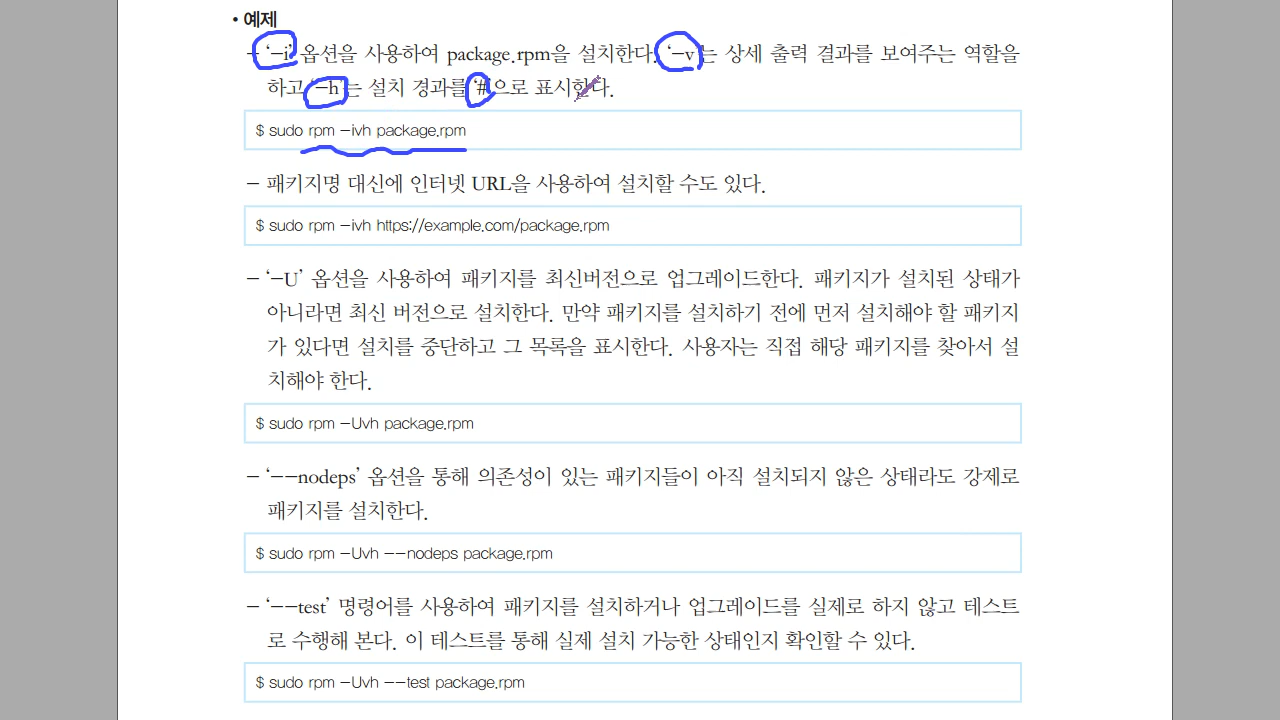 • 예제
– ‘–i’ 옵션을 사용하여 package.rpm을 설치한다. ‘–v’는 상세 출력 결과를 보여주는 역할을
하고 ‘–h’는 설치 경과를 ‘#’으로 표시한다.
$ sudo rpm –ivh package.rpm
– 패키지명 대신에 인터넷 URL을 사용하여 설치할 수도 있다.
$ sudo rpm –ivh https://example.com/package.rpm
– ‘–U’ 옵션을 사용하여 패키지를 최신버전으로 업그레이드한다. 패키지가 설치된 상태가
아니라면 최신 버전으로 설치한다. 만약 패키지를 설치하기 전에 먼저 설치해야 할 패키지
가 있다면 설치를 중단하고 그 목록을 표시한다. 사용자는 직접 해당 패키지를 찾아서 설
치해야 한다.
$ sudo rpm –Uvh package.rpm
– ‘––nodeps’ 옵션을 통해 의존성이 있는 패키지들이 아직 설치되지 않은 상태라도 강제로
패키지를 설치한다.
$ sudo rpm –Uvh ––nodeps package.rpm
– ‘––test’ 명령어를 사용하여 패키지를 설치하거나 업그레이드를 실제로 하지 않고 테스트
로 수행해 본다. 이 테스트를 통해 실제 설치 가능한 상태인지 확인할 수 있다.
$ sudo rpm –Uvh ––test package.rpm